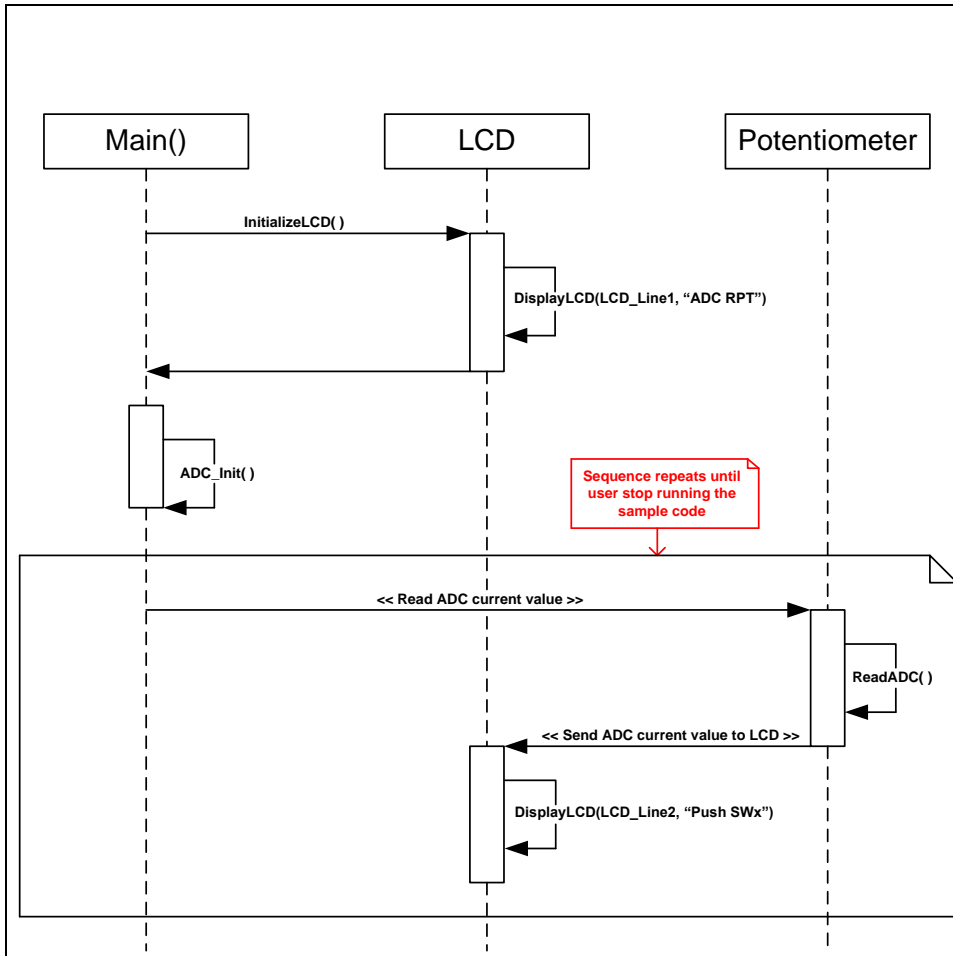 Main()
LCD
Potentiometer
InitializeLCD( )
DisplayLCD(LCD_Line1, “ADC RPT”)
ADC_Init( )
Sequence repeats until
user stop running the
sample code
<< Read ADC current value >>
ReadADC( )
<< Send ADC current value to LCD >>
DisplayLCD(LCD_Line2, “Push SWx”)